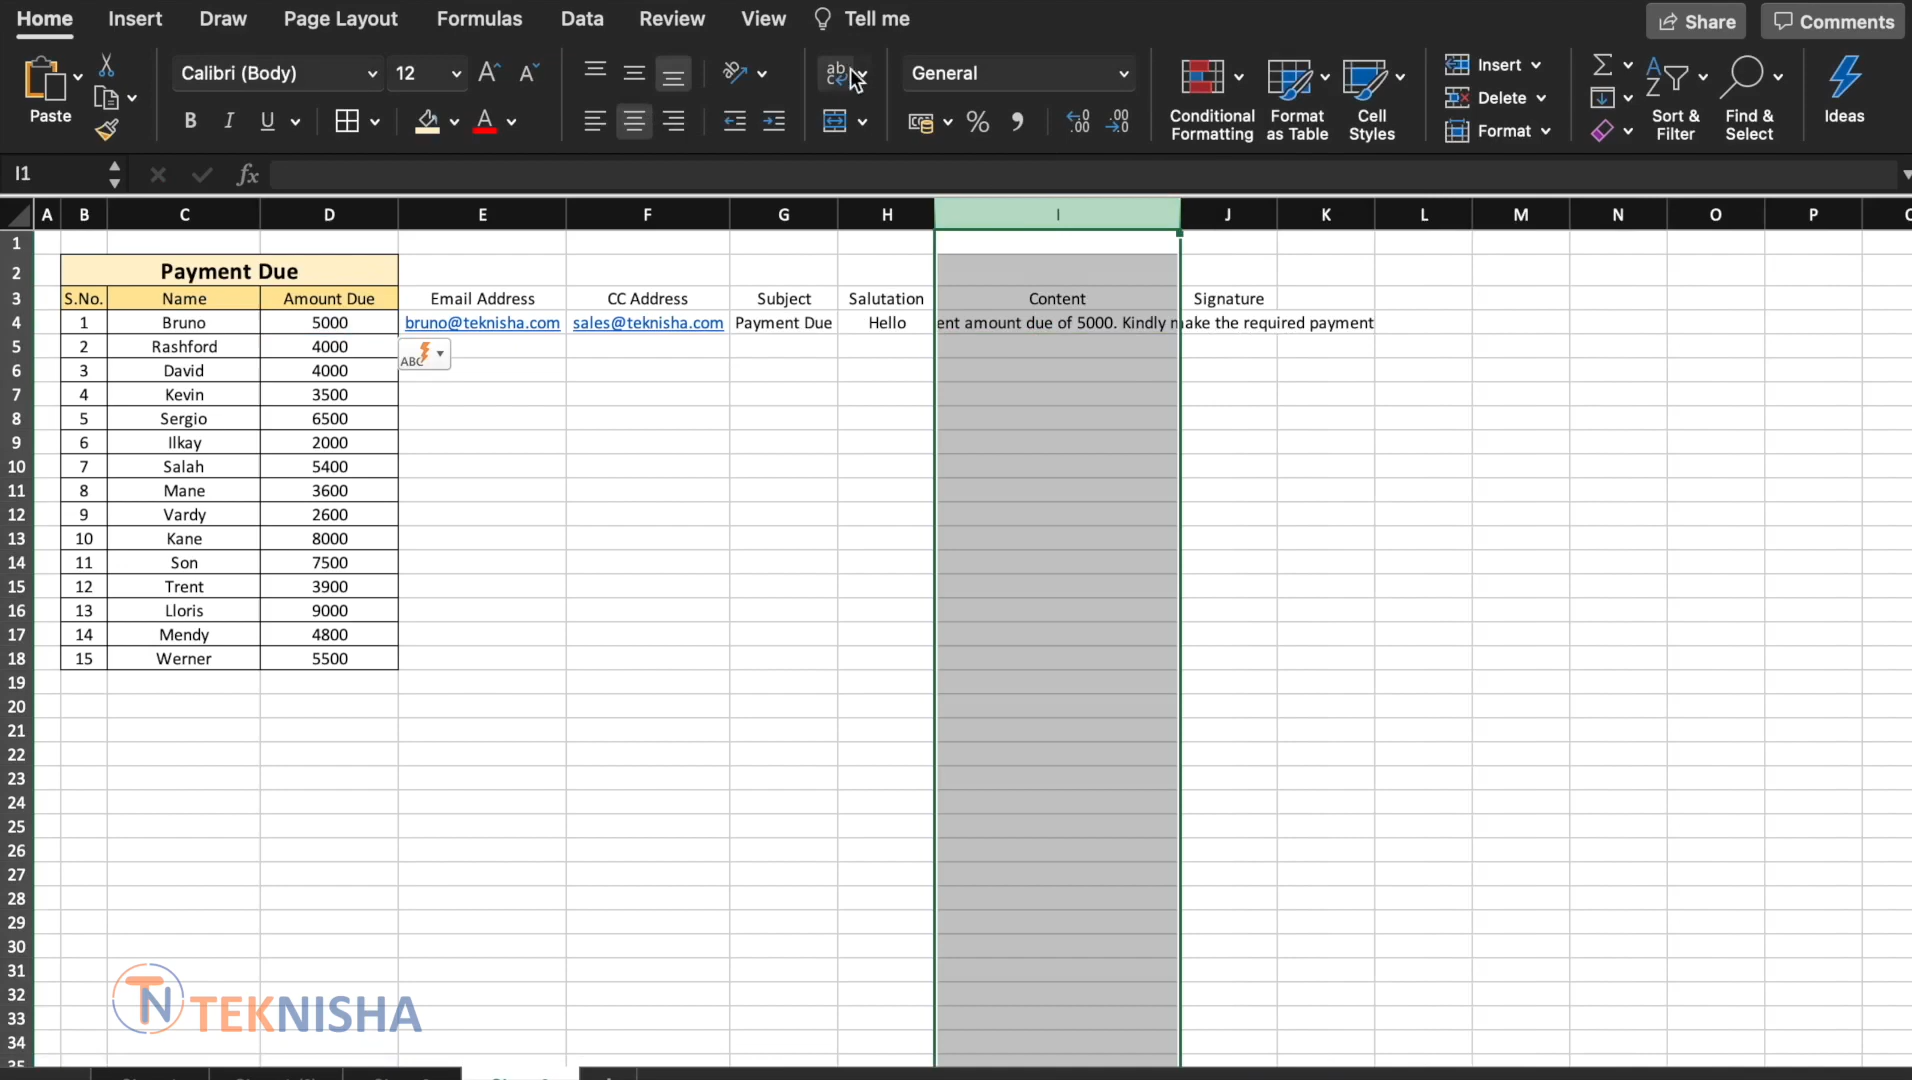 Home Insert Draw Page Layout Formulas Data Review View Tell me Share Comments
Paste Calibri (Body) 12 A A ab General Conditional Formatting Format as Table Cell Styles Insert Delete Format Sort & Filter Find & Select Ideas
B I U A % 9 .00 .0
I1 fx
A B C D E F G H I J K L M N O P
1
2 Payment Due
3 S.No. Name Amount Due Email Address CC Address Subject Salutation Content Signature
4 1 Bruno 5000 bruno@teknisha.com sales@teknisha.com Payment Due Hello ent amount due of 5000. Kindly make the required payment
5 2 Rashford 4000 ABC
6 3 David 4000
7 4 Kevin 3500
8 5 Sergio 6500
9 6 Ilkay 2000
10 7 Salah 5400
11 8 Mane 3600
12 9 Vardy 2600
13 10 Kane 8000
14 11 Son 7500
15 12 Trent 3900
16 13 Lloris 9000
17 14 Mendy 4800
18 15 Werner 5500
19
20
21
22
23
24
25
26
27
28
29
30
31
32
33
34
TN TEKNISHA